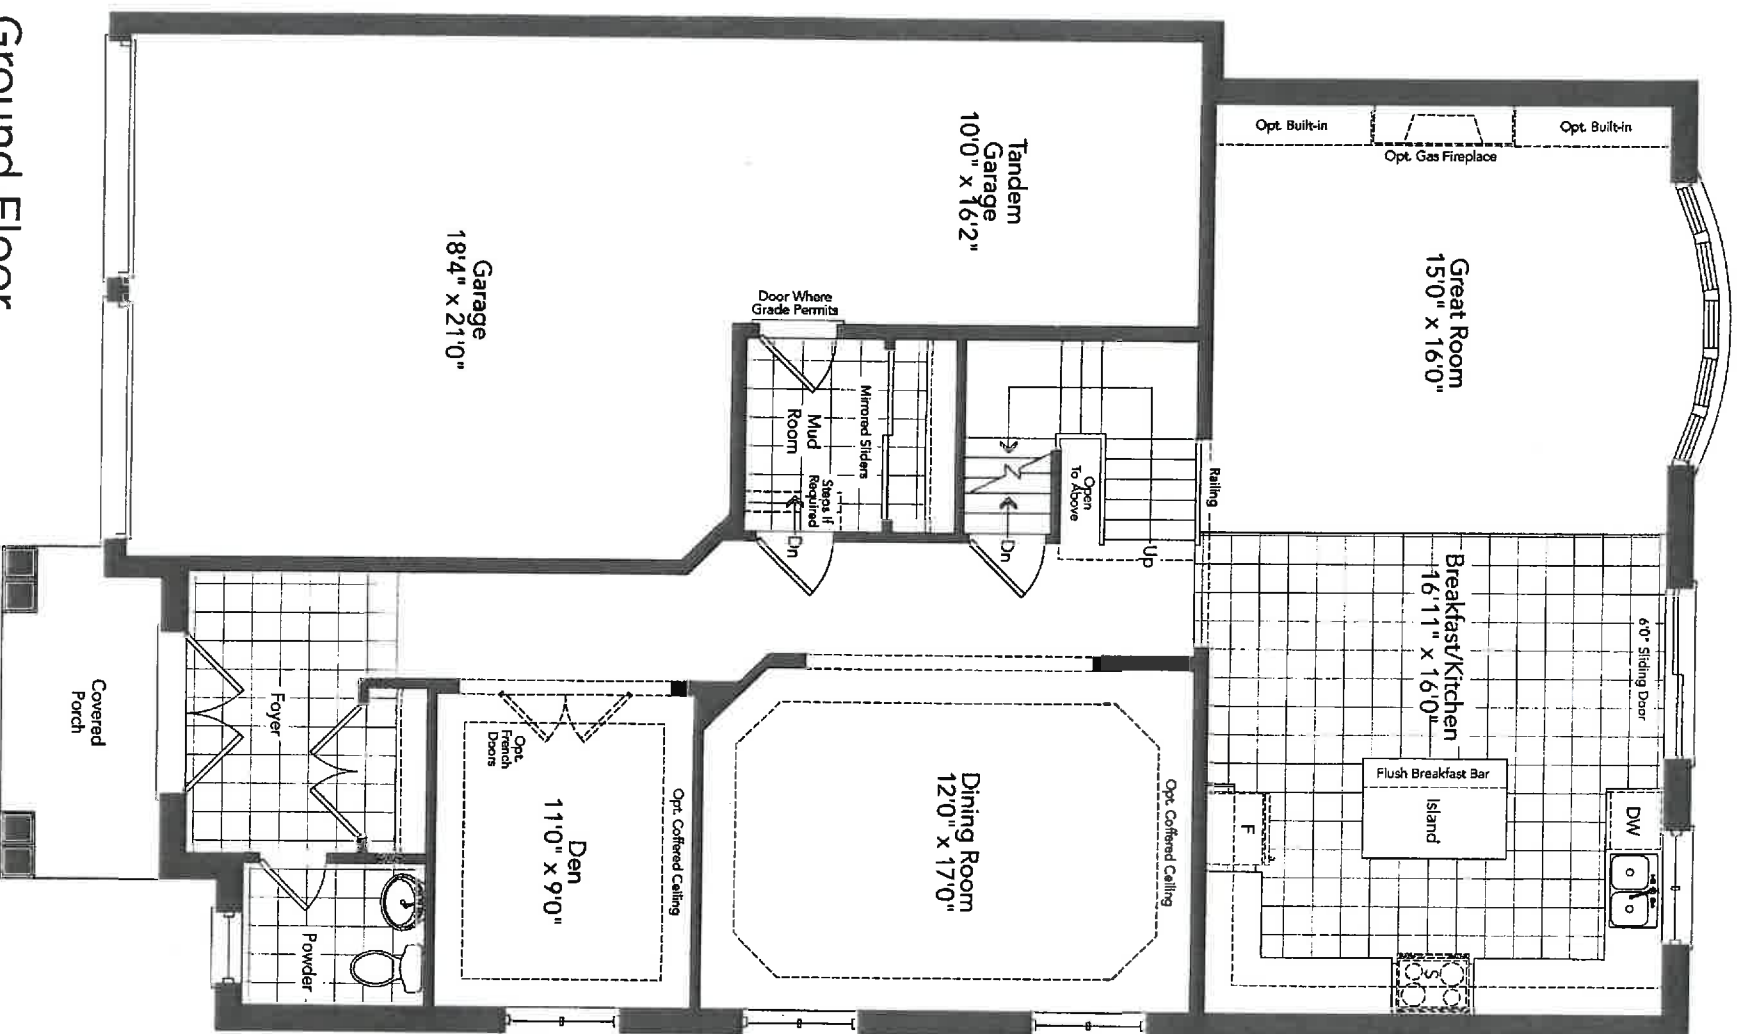 Ground Floor
Opt. Built-in
Opt. Gas Fireplace
Opt. Built-in
Great Room
15'0" x 16'0"
Tandem
Garage
10'0" x 16'2"
Garage
18'4" x 21'0"
Door Where
Grade Permits
Mirrored Sliders
Mud
Room
Steps If
Required
Dn
Dn
Open
To Above
Up
Railing
Breakfast/Kitchen
16'11" x 16'0"
6'0" Sliding Door
Flush Breakfast Bar
Island
DW
F
S
Dining Room
12'0" x 17'0"
Opt. Coffered Ceiling
Den
11'0" x 9'0"
Opt. Coffered Ceiling
Opt.
French
Doors
Foyer
Powder
Covered
Porch